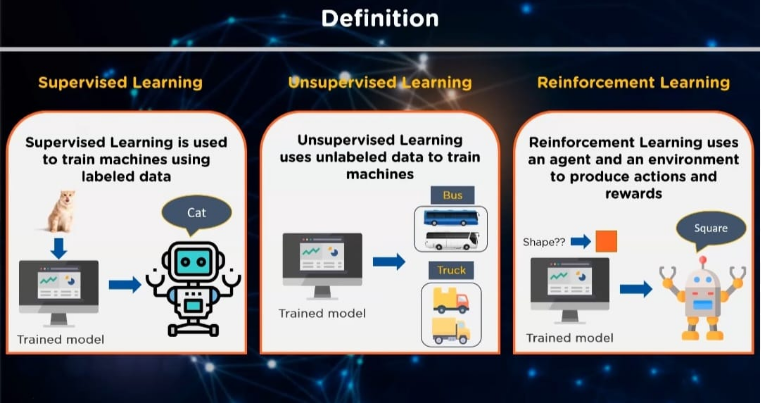 Definition
Supervised Learning
Supervised Learning is used
to train machines using
labeled data
Cat
Trained model
Unsupervised Learning
Unsupervised Learning
uses unlabeled data to train
machines
Bus
Truck
Trained model
Reinforcement Learning
Reinforcement Learning uses
an agent and an environment
to produce actions and
rewards
Shape??
Square
Trained model